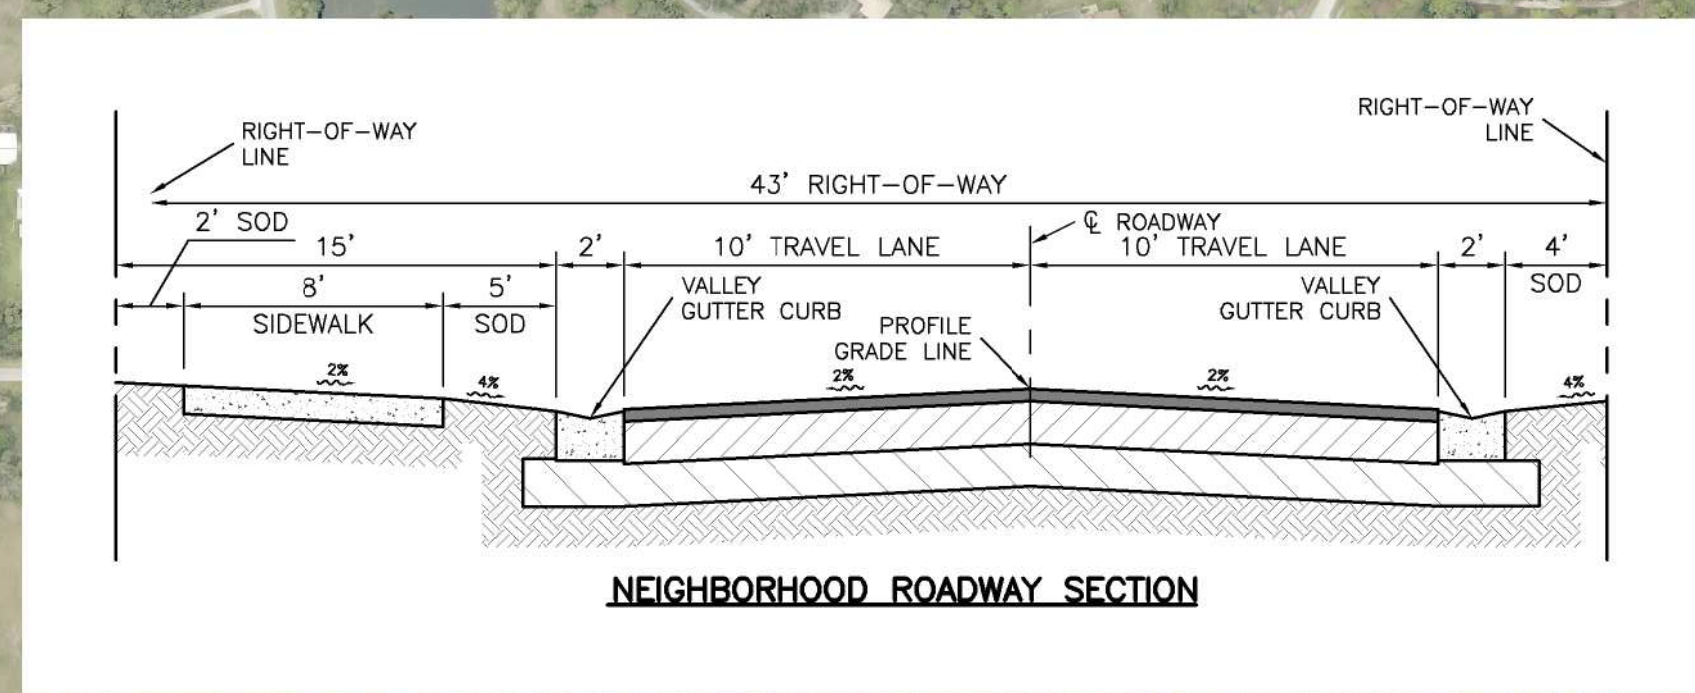 RIGHT-OF-WAY
LINE
RIGHT-OF-WAY
LINE
43' RIGHT-OF-WAY
2' SOD
℄ ROADWAY
15'
2'
10' TRAVEL LANE
10' TRAVEL LANE
2'
4'
SOD
8'
SIDEWALK
5'
SOD
VALLEY
GUTTER CURB
VALLEY
GUTTER CURB
PROFILE
GRADE LINE
2%
4%
2%
2%
4%
NEIGHBORHOOD ROADWAY SECTION